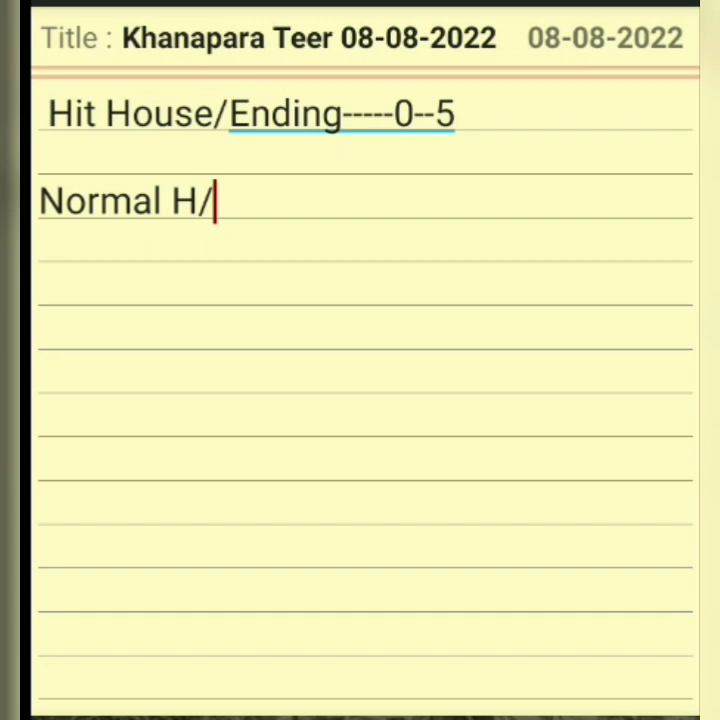 Title : Khanapara Teer 08-08-2022 08-08-2022
Hit House/Ending-----0--5
Normal H/